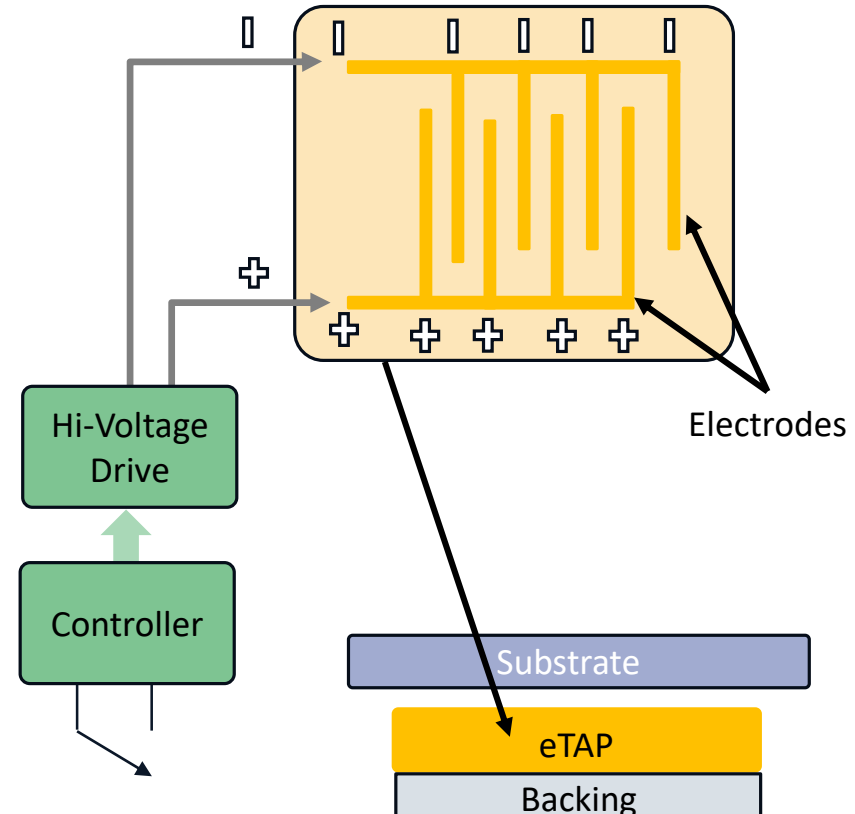 Hi-Voltage
Drive
Electrodes
Controller
Substrate
eTAP
Backing